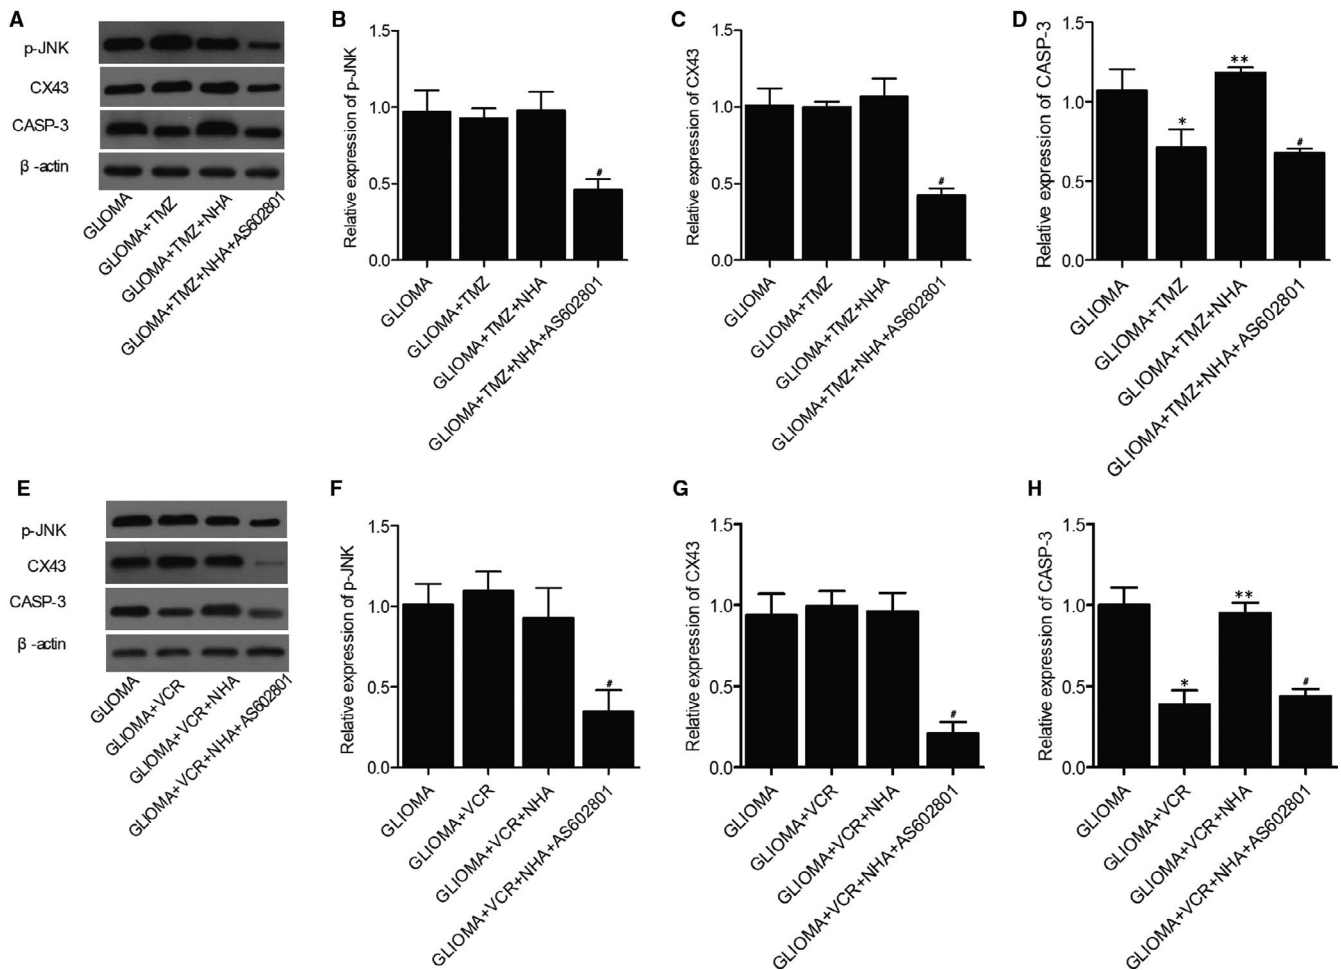 A
p-JNK
CX43
CASP-3
β -actin
GLIOMA
GLIOMA+TMZ
GLIOMA+TMZ+NHA
GLIOMA+TMZ+NHA+AS602801
B
Relative expression of p-JNK
1.5
1.0
0.5
0.0
#
GLIOMA
GLIOMA+TMZ
GLIOMA+TMZ+NHA
GLIOMA+TMZ+NHA+AS602801
C
Relative expression of CX43
1.5
1.0
0.5
0.0
#
GLIOMA
GLIOMA+TMZ
GLIOMA+TMZ+NHA
GLIOMA+TMZ+NHA+AS602801
D
Relative expression of CASP-3
1.5
1.0
0.5
0.0
*
**
#
GLIOMA
GLIOMA+TMZ
GLIOMA+TMZ+NHA
GLIOMA+TMZ+NHA+AS602801
E
p-JNK
CX43
CASP-3
β -actin
GLIOMA
GLIOMA+VCR
GLIOMA+VCR+NHA
GLIOMA+VCR+NHA+AS602801
F
Relative expression of p-JNK
1.5
1.0
0.5
0.0
#
GLIOMA
GLIOMA+VCR
GLIOMA+VCR+NHA
GLIOMA+VCR+NHA+AS602801
G
Relative expression of CX43
1.5
1.0
0.5
0.0
#
GLIOMA
GLIOMA+VCR
GLIOMA+VCR+NHA
GLIOMA+VCR+NHA+AS602801
H
Relative expression of CASP-3
1.5
1.0
0.5
0.0
*
**
#
GLIOMA
GLIOMA+VCR
GLIOMA+VCR+NHA
GLIOMA+VCR+NHA+AS602801